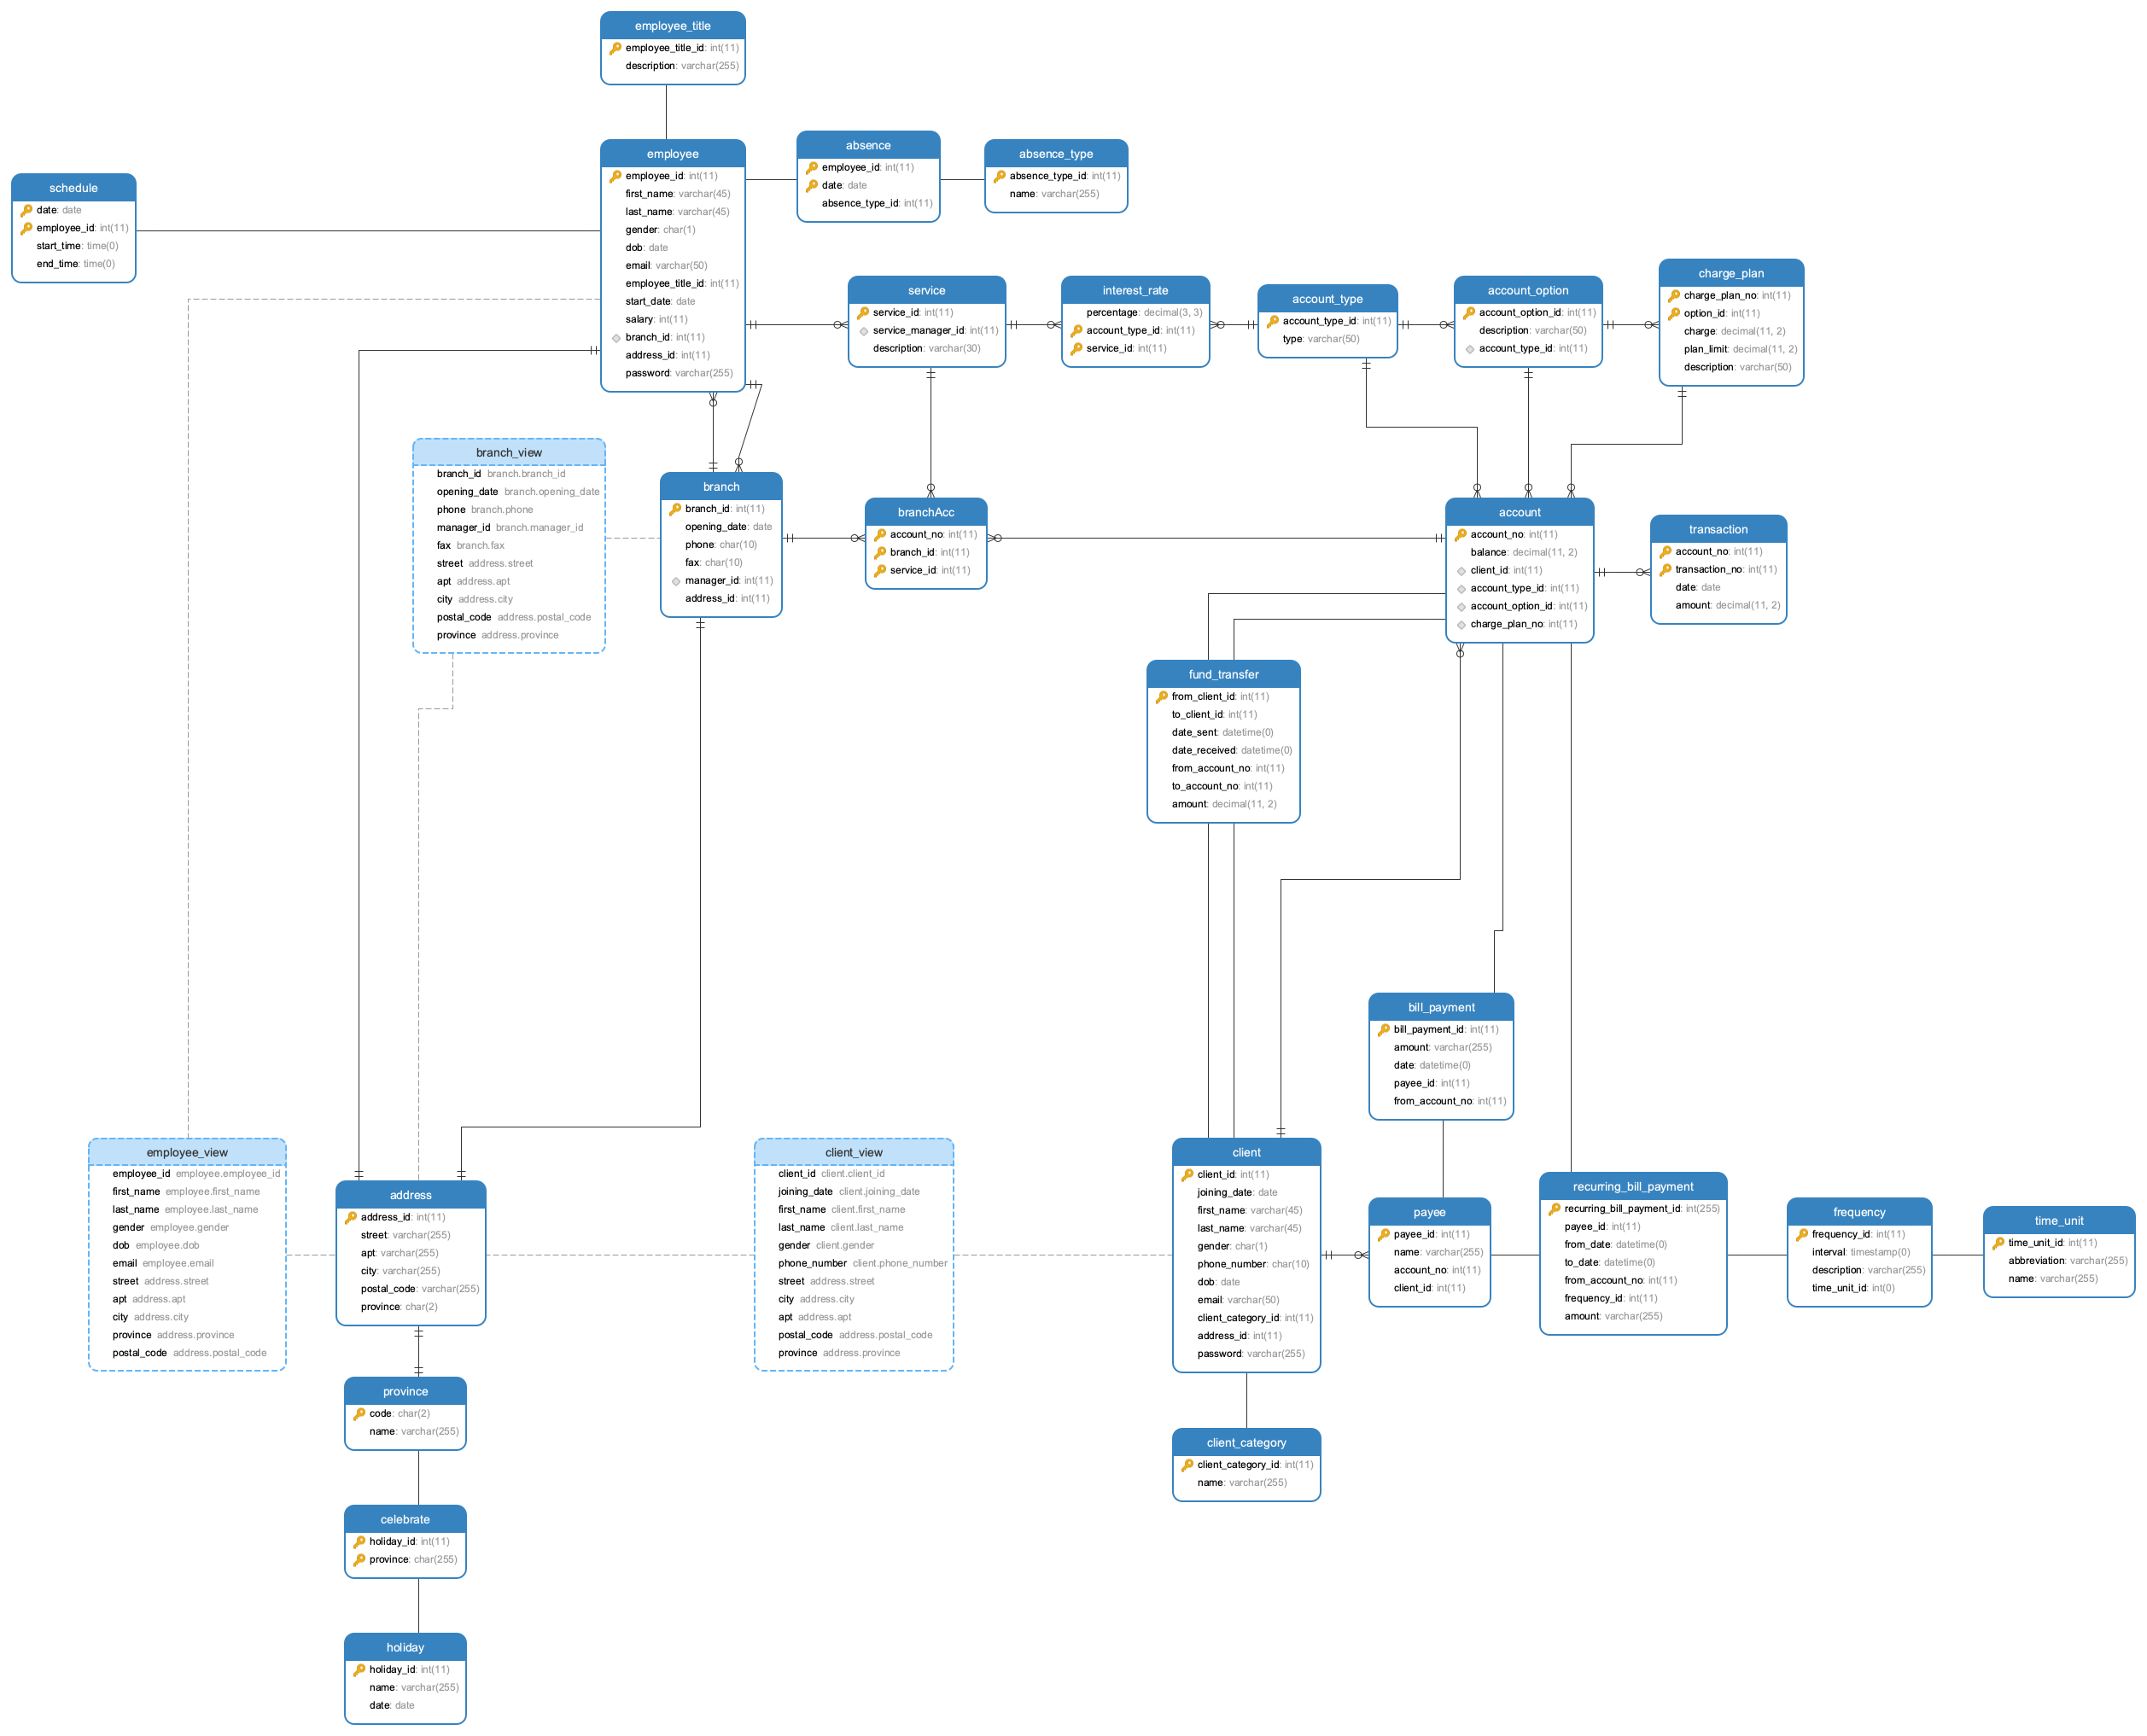 employee_title
employee_title_id: int(11)
description: varchar(255)
employee
employee_id: int(11)
first_name: varchar(45)
last_name: varchar(45)
gender: char(1)
dob: date
email: varchar(50)
employee_title_id: int(11)
start_date: date
salary: int(11)
branch_id: int(11)
address_id: int(11)
password: varchar(255)
absence
employee_id: int(11)
date: date
absence_type_id: int(11)
absence_type
absence_type_id: int(11)
name: varchar(255)
schedule
date: date
employee_id: int(11)
start_time: time(0)
end_time: time(0)
service
service_id: int(11)
service_manager_id: int(11)
description: varchar(30)
interest_rate
percentage: decimal(3, 3)
account_type_id: int(11)
service_id: int(11)
account_type
account_type_id: int(11)
type: varchar(50)
account_option
account_option_id: int(11)
description: varchar(50)
account_type_id: int(11)
charge_plan
charge_plan_no: int(11)
option_id: int(11)
charge: decimal(11, 2)
plan_limit: decimal(11, 2)
description: varchar(50)
branch_view
branch_id branch.branch_id
opening_date branch.opening_date
phone branch.phone
manager_id branch.manager_id
fax branch.fax
street address.street
apt address.apt
city address.city
postal_code address.postal_code
province address.province
branch
branch_id: int(11)
opening_date: date
phone: char(10)
fax: char(10)
manager_id: int(11)
address_id: int(11)
branchAcc
account_no: int(11)
branch_id: int(11)
service_id: int(11)
account
account_no: int(11)
balance: decimal(11, 2)
client_id: int(11)
account_type_id: int(11)
account_option_id: int(11)
charge_plan_no: int(11)
transaction
account_no: int(11)
transaction_no: int(11)
date: date
amount: decimal(11, 2)
fund_transfer
from_client_id: int(11)
to_client_id: int(11)
date_sent: datetime(0)
date_received: datetime(0)
from_account_no: int(11)
to_account_no: int(11)
amount: decimal(11, 2)
bill_payment
bill_payment_id: int(11)
amount: varchar(255)
date: datetime(0)
payee_id: int(11)
from_account_no: int(11)
employee_view
employee_id employee.employee_id
first_name employee.first_name
last_name employee.last_name
gender employee.gender
dob employee.dob
email employee.email
street address.street
apt address.apt
city address.city
province address.province
postal_code address.postal_code
address
address_id: int(11)
street: varchar(255)
apt: varchar(255)
city: varchar(255)
postal_code: varchar(255)
province: char(2)
client_view
client_id client.client_id
joining_date client.joining_date
first_name client.first_name
last_name client.last_name
gender client.gender
phone_number client.phone_number
street address.street
city address.city
apt address.apt
postal_code address.postal_code
province address.province
client
client_id: int(11)
joining_date: date
first_name: varchar(45)
last_name: varchar(45)
gender: char(1)
phone_number: char(10)
dob: date
email: varchar(50)
client_category_id: int(11)
address_id: int(11)
password: varchar(255)
payee
payee_id: int(11)
name: varchar(255)
account_no: int(11)
client_id: int(11)
recurring_bill_payment
recurring_bill_payment_id: int(255)
payee_id: int(11)
from_date: datetime(0)
to_date: datetime(0)
from_account_no: int(11)
frequency_id: int(11)
amount: varchar(255)
frequency
frequency_id: int(11)
interval: timestamp(0)
description: varchar(255)
time_unit_id: int(0)
time_unit
time_unit_id: int(11)
abbreviation: varchar(255)
name: varchar(255)
province
code: char(2)
name: varchar(255)
client_category
client_category_id: int(11)
name: varchar(255)
celebrate
holiday_id: int(11)
province: char(255)
holiday
holiday_id: int(11)
name: varchar(255)
date: date